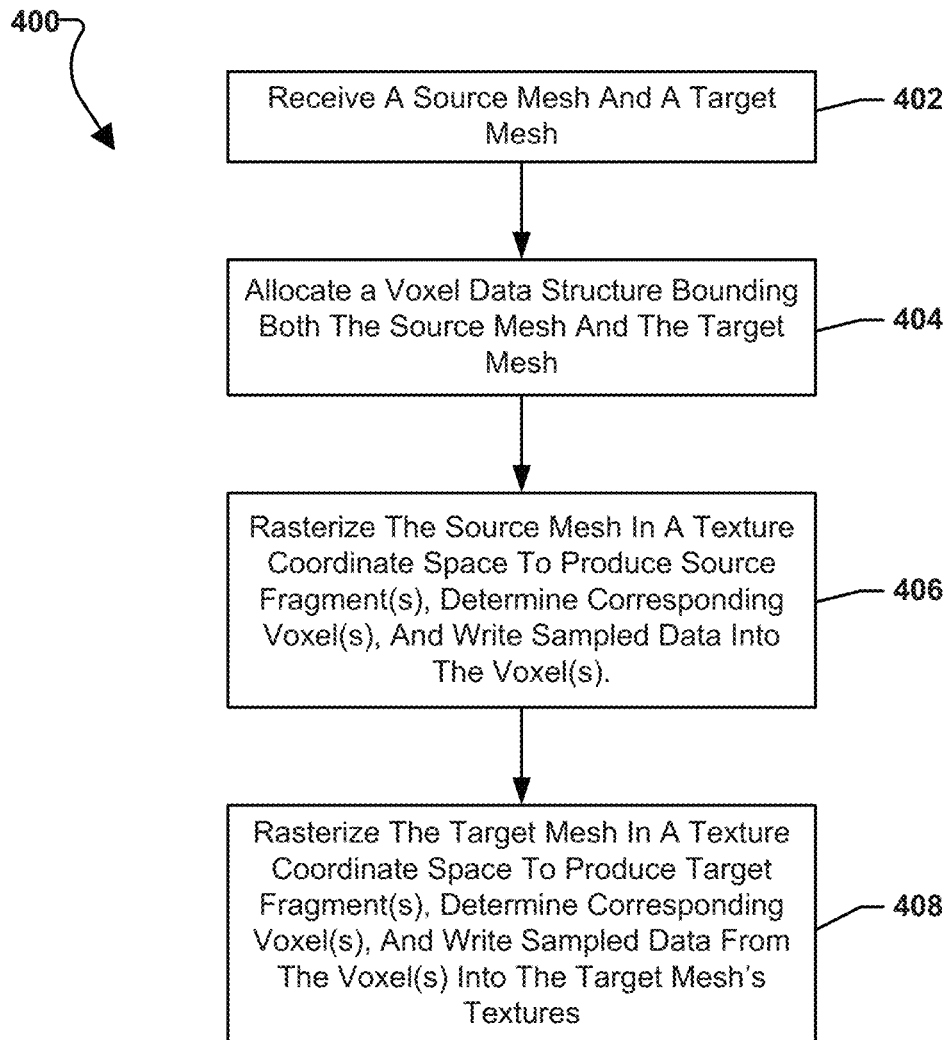 400
Receive A Source Mesh And A Target
Mesh
402
Allocate a Voxel Data Structure Bounding
Both The Source Mesh And The Target
Mesh
404
Rasterize The Source Mesh In A Texture
Coordinate Space To Produce Source
Fragment(s), Determine Corresponding
Voxel(s), And Write Sampled Data Into
The Voxel(s).
406
Rasterize The Target Mesh In A Texture
Coordinate Space To Produce Target
Fragment(s), Determine Corresponding
Voxel(s), And Write Sampled Data From
The Voxel(s) Into The Target Mesh's
Textures
408